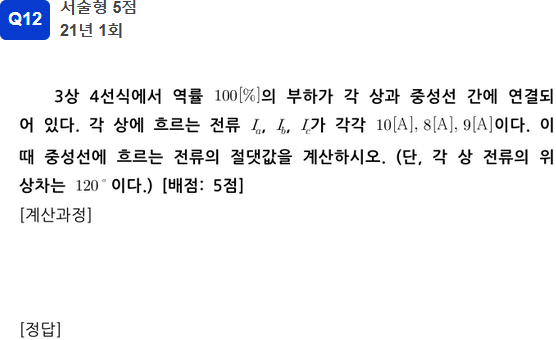 Q12
서술형 5점
21년 1회
3상 4선식에서 역률 100[%]의 부하가 각 상과 중성선 간에 연결되
어 있다. 각 상에 흐르는 전류 I_a, I_b, I_c가 각각 10[A], 8[A], 9[A]이다. 이
때 중성선에 흐르는 전류의 절댓값을 계산하시오. (단, 각 상 전류의 위
상차는 120°이다.) [배점: 5점]
[계산과정]
[정답]